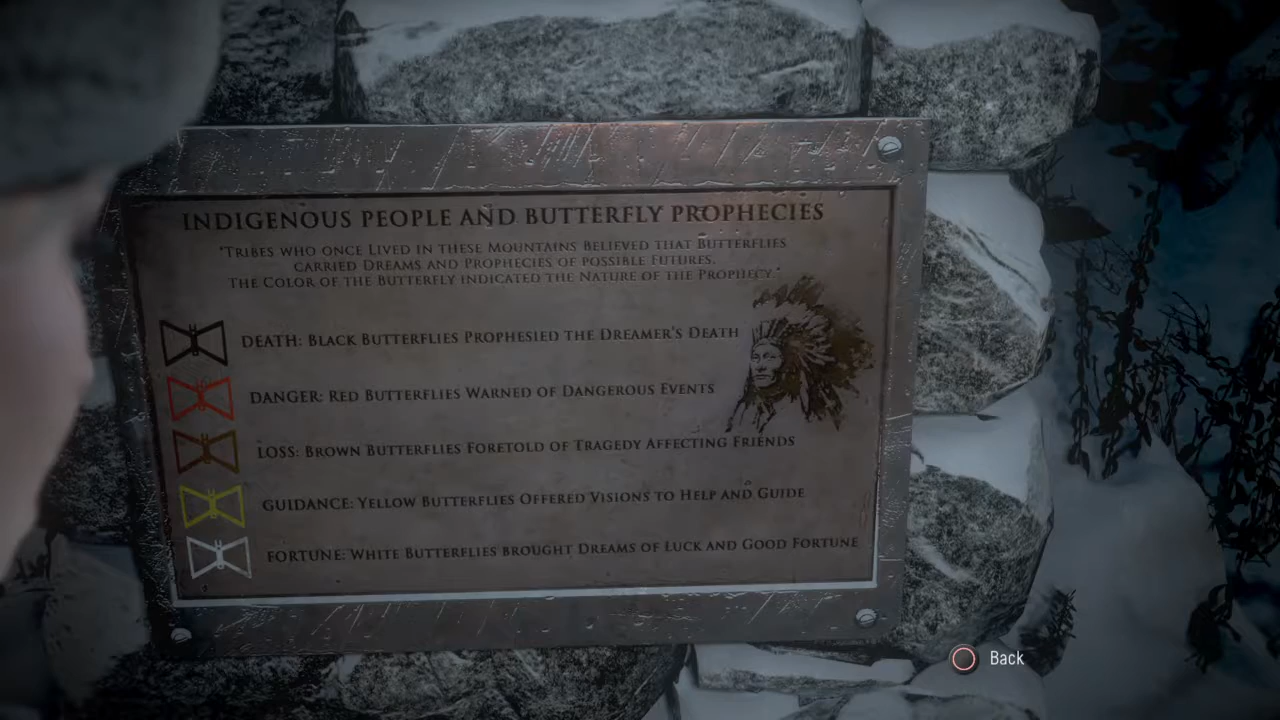 INDIGENOUS PEOPLE AND BUTTERFLY PROPHECIES
"TRIBES WHO ONCE LIVED IN THESE MOUNTAINS BELIEVED THAT BUTTERFLIES
CARRIED DREAMS AND PROPHECIES OF POSSIBLE FUTURES.
THE COLOR OF THE BUTTERFLY INDICATED THE NATURE OF THE PROPHECY."
DEATH: BLACK BUTTERFLIES PROPHESIED THE DREAMER'S DEATH
DANGER: RED BUTTERFLIES WARNED OF DANGEROUS EVENTS
LOSS: BROWN BUTTERFLIES FORETOLD OF TRAGEDY AFFECTING FRIENDS
GUIDANCE: YELLOW BUTTERFLIES OFFERED VISIONS TO HELP AND GUIDE
FORTUNE: WHITE BUTTERFLIES BROUGHT DREAMS OF LUCK AND GOOD FORTUNE
Back